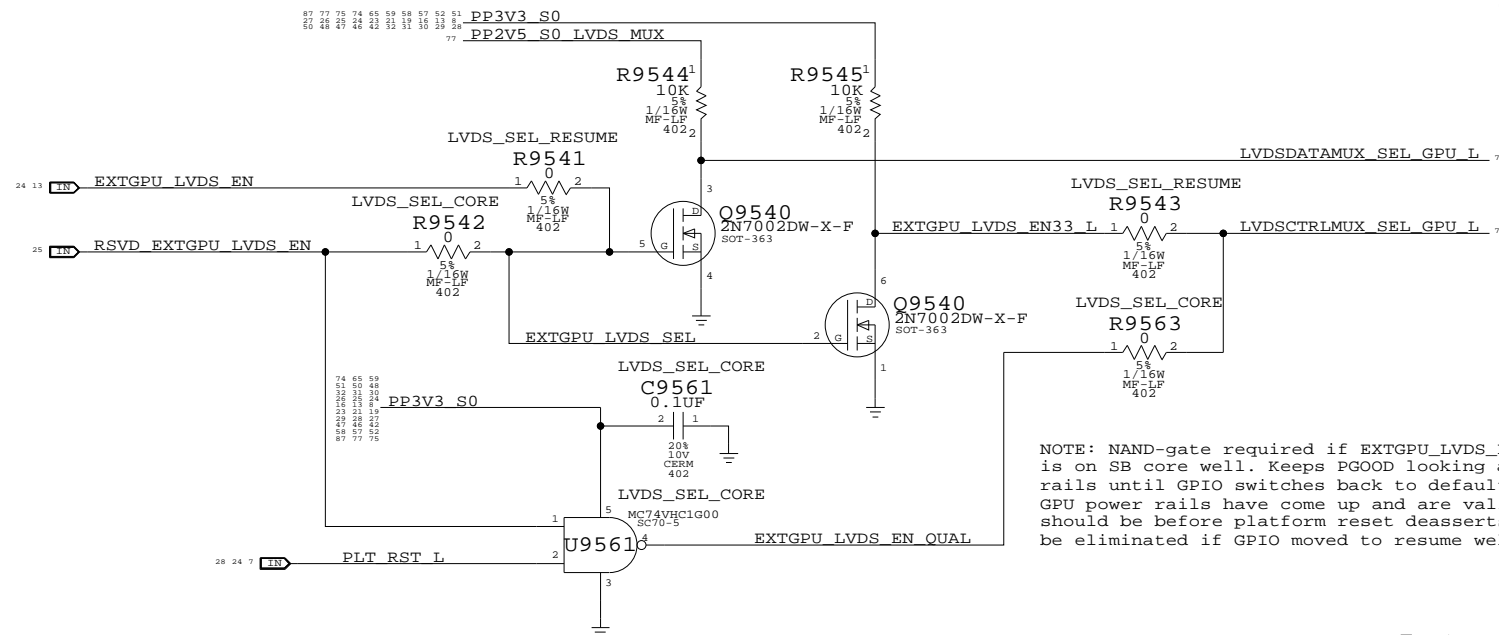 87 77 75 74 65 59 58 57 52 51
27 26 25 24 23 21 19 16 13 8
50 48 47 46 42 32 31 30 29 28
PP3V3_S0
77
PP2V5_S0_LVDS_MUX
R9544
1
10K
5%
1/16W
MF-LF
402
2
R9545
1
10K
5%
1/16W
MF-LF
402
2
LVDS_SEL_RESUME
R9541
0
1
2
5%
1/16W
MF-LF
402
24 13
IN
EXTGPU_LVDS_EN
LVDS_SEL_CORE
R9542
0
1
2
5%
1/16W
MF-LF
402
25
IN
RSVD_EXTGPU_LVDS_EN
3
D
Q9540
2N7002DW-X-F
SOT-363
5
G
S
4
LVDSDATAMUX_SEL_GPU_L
7
LVDS_SEL_RESUME
R9543
0
EXTGPU_LVDS_EN33_L
1
2
5%
1/16W
MF-LF
402
LVDSCTRLMUX_SEL_GPU_L
7
6
D
Q9540
2N7002DW-X-F
SOT-363
EXTGPU_LVDS_SEL
2
G
S
1
LVDS_SEL_CORE
R9563
0
1
2
5%
1/16W
MF-LF
402
74 65 59
51 50 48
32 31 30
26 25 24
16 13 8
23 21 19
29 28 27
47 46 42
58 57 52
87 77 75
PP3V3_S0
LVDS_SEL_CORE
C9561
0.1UF
2
1
20%
10V
CERM
402
LVDS_SEL_CORE
5
MC74VHC1G00
SC70-5
1
U9561
4
2
3
EXTGPU_LVDS_EN_QUAL
28 24 7
IN
PLT_RST_L
NOTE: NAND-gate required if EXTGPU_LVDS_
is on SB core well. Keeps PGOOD looking
rails until GPIO switches back to defaul
GPU power rails have come up and are val
should be before platform reset deassert
be eliminated if GPIO moved to resume we